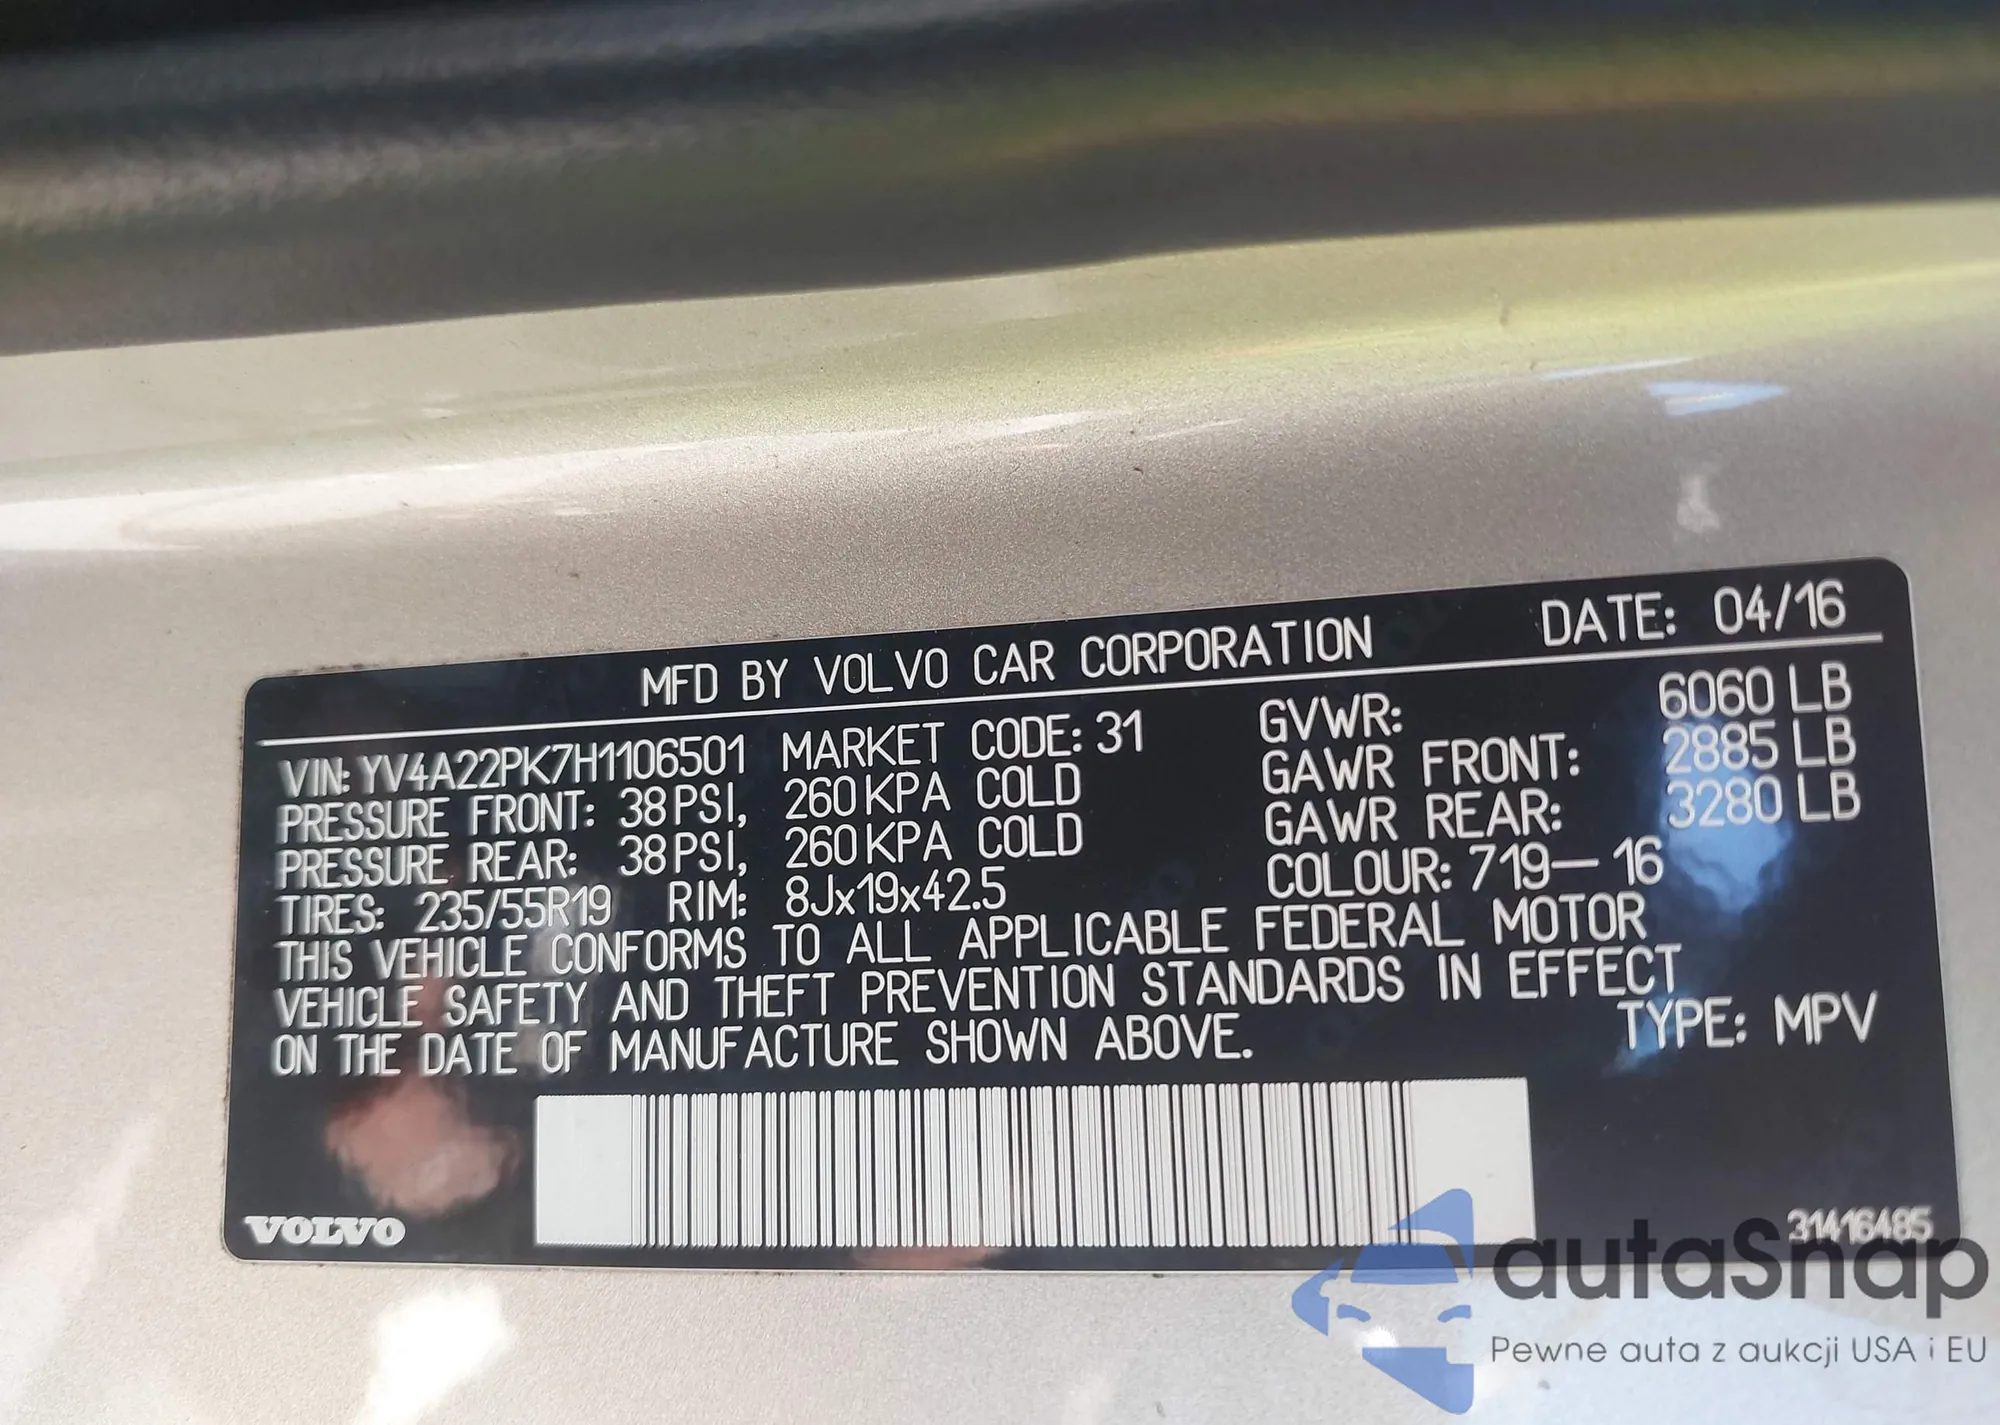 MFD BY VOLVO CAR CORPORATION DATE: 04/16
VIN: YV4A22PK7H1106501 MARKET CODE: 31 GVWR: 6060 LB
PRESSURE FRONT: 38 PSI, 260 KPA COLD GAWR FRONT: 2885 LB
PRESSURE REAR: 38 PSI, 260 KPA COLD GAWR REAR: 3280 LB
TIRES: 235/55R19 RIM: 8Jx19x42.5 COLOUR: 719-16
THIS VEHICLE CONFORMS TO ALL APPLICABLE FEDERAL MOTOR
VEHICLE SAFETY AND THEFT PREVENTION STANDARDS IN EFFECT
ON THE DATE OF MANUFACTURE SHOWN ABOVE. TYPE: MPV
VOLVO
31416485
autaSnap
Pewne auta z aukcji USA i EU